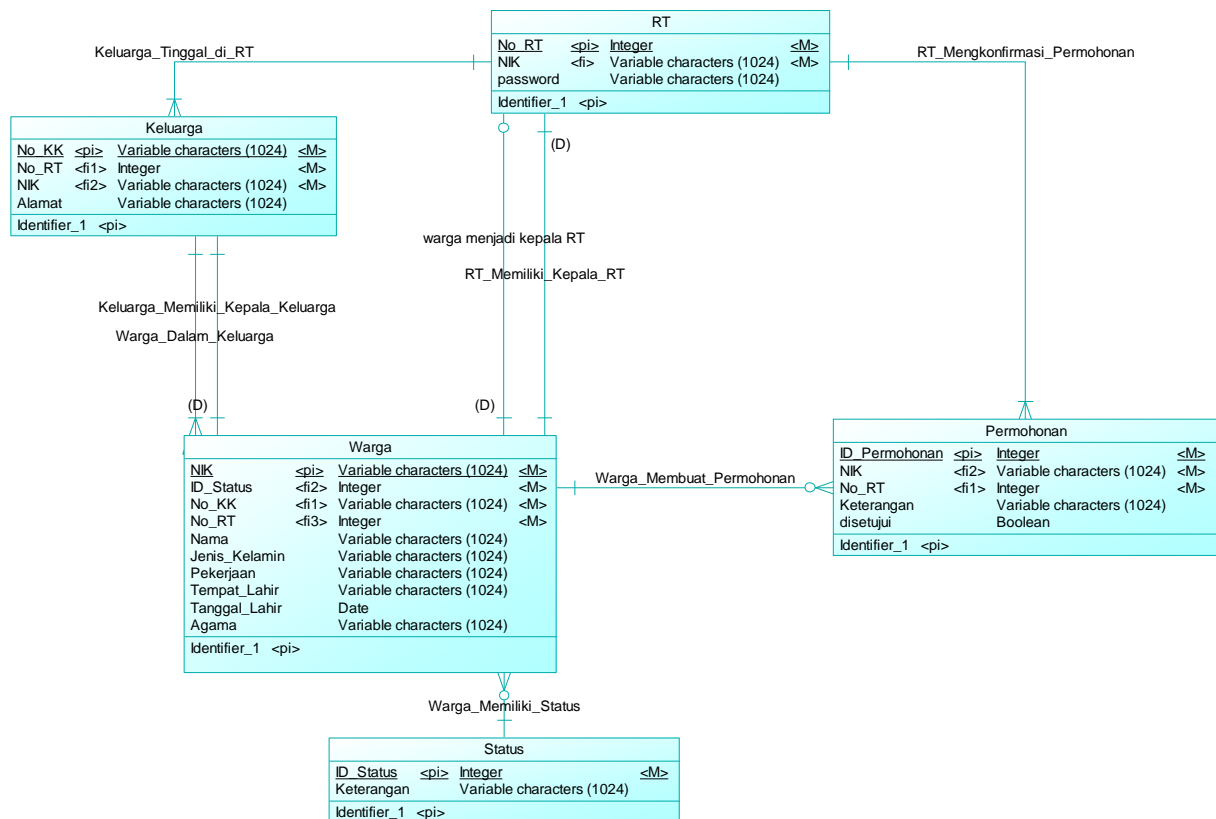 RT
No_RT <pi> Integer <M>
NIK <fi> Variable characters (1024) <M>
password Variable characters (1024)
Identifier_1 <pi>
Keluarga_Tinggal_di_RT
RT_Mengkonfirmasi_Permohonan
Keluarga
No_KK <pi> Variable characters (1024) <M>
No_RT <fi1> Integer <M>
NIK <fi2> Variable characters (1024) <M>
Alamat Variable characters (1024)
Identifier_1 <pi>
(D)
warga menjadi kepala RT
RT_Memiliki_Kepala_RT
Keluarga_Memiliki_Kepala_Keluarga
Warga_Dalam_Keluarga
(D)
(D)
Warga
NIK <pi> Variable characters (1024) <M>
ID_Status <fi2> Integer <M>
No_KK <fi1> Variable characters (1024) <M>
No_RT <fi3> Integer <M>
Nama Variable characters (1024)
Jenis_Kelamin Variable characters (1024)
Pekerjaan Variable characters (1024)
Tempat_Lahir Variable characters (1024)
Tanggal_Lahir Date
Agama Variable characters (1024)
Identifier_1 <pi>
Warga_Membuat_Permohonan
Permohonan
ID_Permohonan <pi> Integer <M>
NIK <fi2> Variable characters (1024) <M>
No_RT <fi1> Integer <M>
Keterangan Variable characters (1024)
disetujui Boolean
Identifier_1 <pi>
Warga_Memiliki_Status
Status
ID_Status <pi> Integer <M>
Keterangan Variable characters (1024)
Identifier_1 <pi>